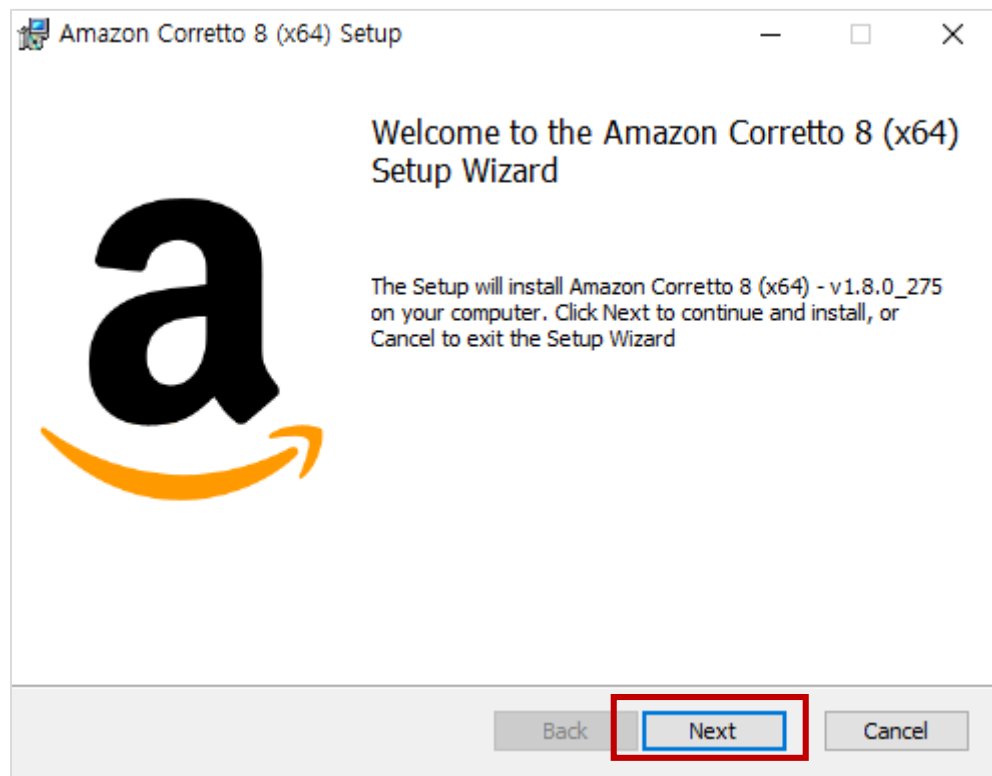 Amazon Corretto 8 (x64) Setup
Welcome to the Amazon Corretto 8 (x64)
Setup Wizard
The Setup will install Amazon Corretto 8 (x64) - v1.8.0_275
on your computer. Click Next to continue and install, or
Cancel to exit the Setup Wizard
a
Back Next Cancel